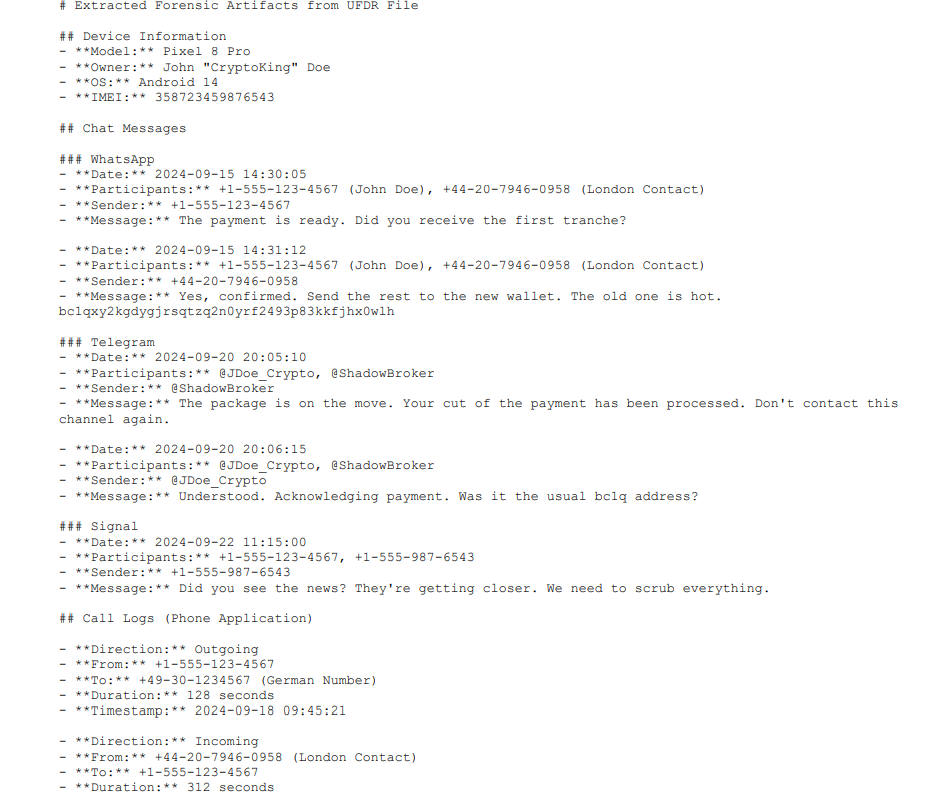 # Extracted Forensic Artifacts from UFDR File
## Device Information
- **Model:** Pixel 8 Pro
- **Owner:** John "CryptoKing" Doe
- **OS:** Android 14
- **IMEI:** 358723459876543
## Chat Messages
### WhatsApp
- **Date:** 2024-09-15 14:30:05
- **Participants:** +1-555-123-4567 (John Doe), +44-20-7946-0958 (London Contact)
- **Sender:** +1-555-123-4567
- **Message:** The payment is ready. Did you receive the first tranche?
- **Date:** 2024-09-15 14:31:12
- **Participants:** +1-555-123-4567 (John Doe), +44-20-7946-0958 (London Contact)
- **Sender:** +44-20-7946-0958
- **Message:** Yes, confirmed. Send the rest to the new wallet. The old one is hot.
bc1qxy2kgdygjrsqtzq2n0yrf2493p83kkfjhx0wlh
### Telegram
- **Date:** 2024-09-20 20:05:10
- **Participants:** @JDoe_Crypto, @ShadowBroker
- **Sender:** @ShadowBroker
- **Message:** The package is on the move. Your cut of the payment has been processed. Don't contact this
channel again.
- **Date:** 2024-09-20 20:06:15
- **Participants:** @JDoe_Crypto, @ShadowBroker
- **Sender:** @JDoe_Crypto
- **Message:** Understood. Acknowledging payment. Was it the usual bc1q address?
### Signal
- **Date:** 2024-09-22 11:15:00
- **Participants:** +1-555-123-4567, +1-555-987-6543
- **Sender:** +1-555-987-6543
- **Message:** Did you see the news? They're getting closer. We need to scrub everything.
## Call Logs (Phone Application)
- **Direction:** Outgoing
- **From:** +1-555-123-4567
- **To:** +49-30-1234567 (German Number)
- **Duration:** 128 seconds
- **Timestamp:** 2024-09-18 09:45:21
- **Direction:** Incoming
- **From:** +44-20-7946-0958 (London Contact)
- **To:** +1-555-123-4567
- **Duration:** 312 seconds